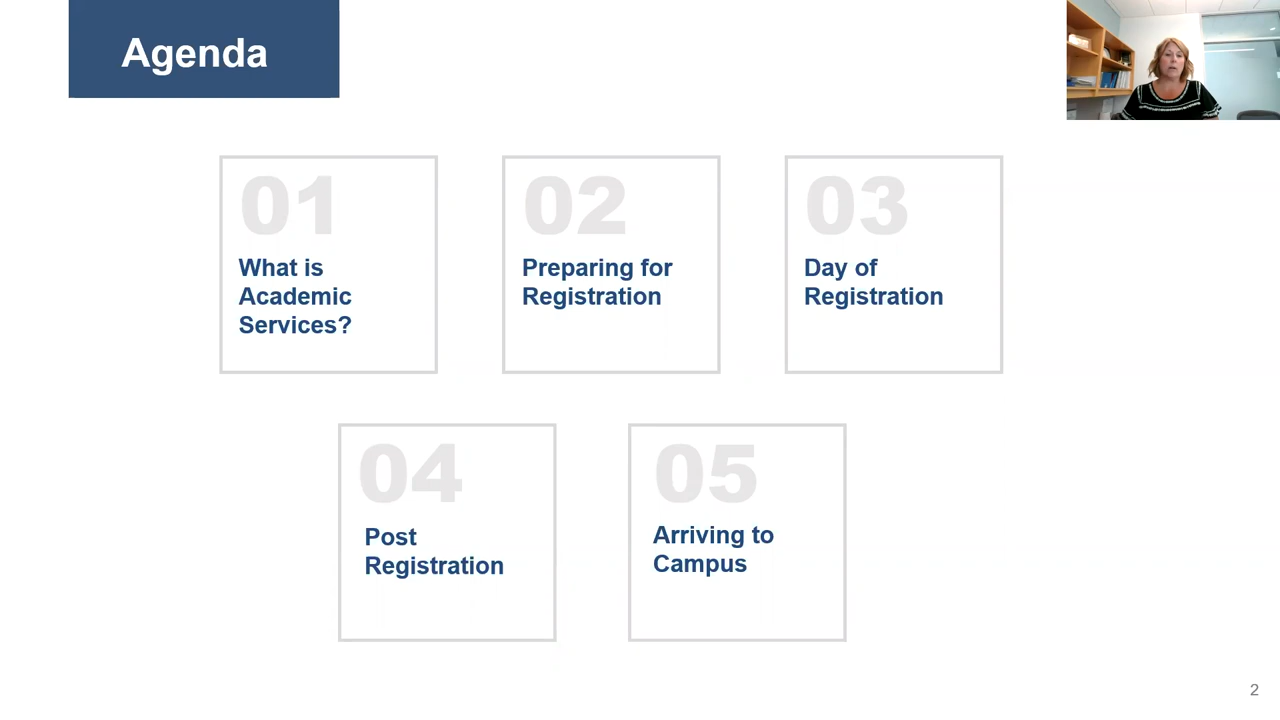 Agenda
01
What is
Academic
Services?
02
Preparing for
Registration
03
Day of
Registration
04
Post
Registration
05
Arriving to
Campus
2